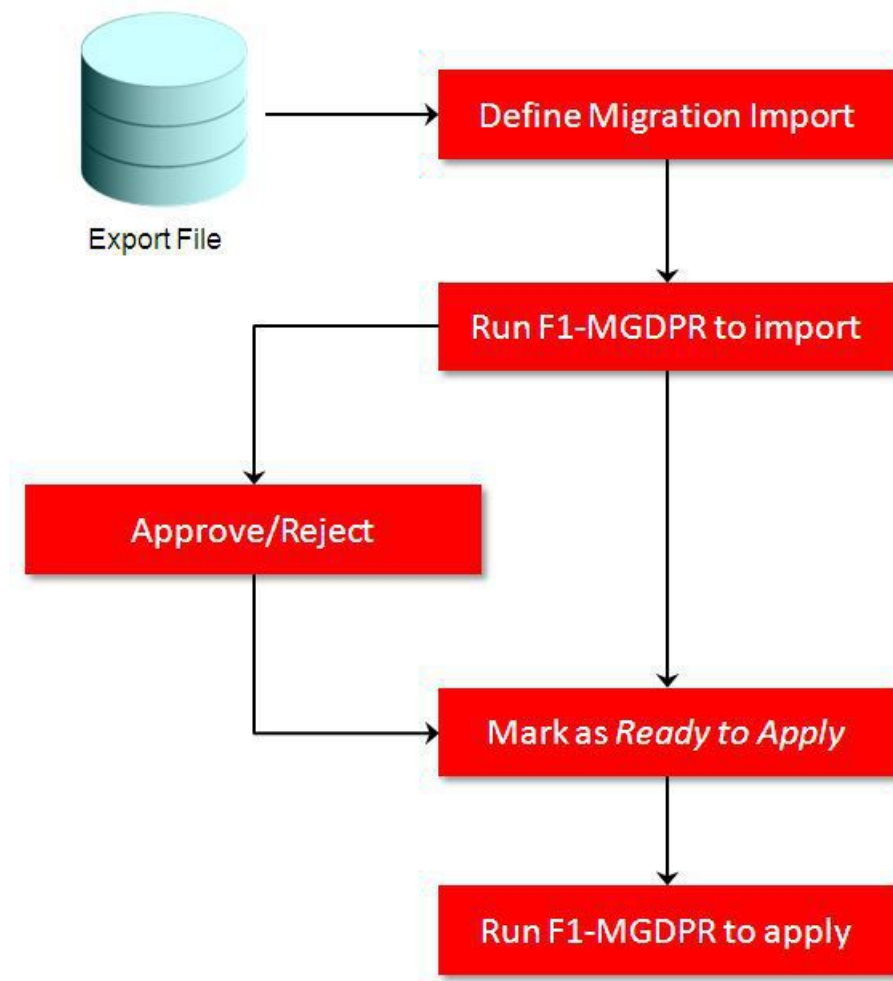 Define Migration Import
Export File
Run F1-MGDPR to import
Approve/Reject
Mark as Ready to Apply
Run F1-MGDPR to apply